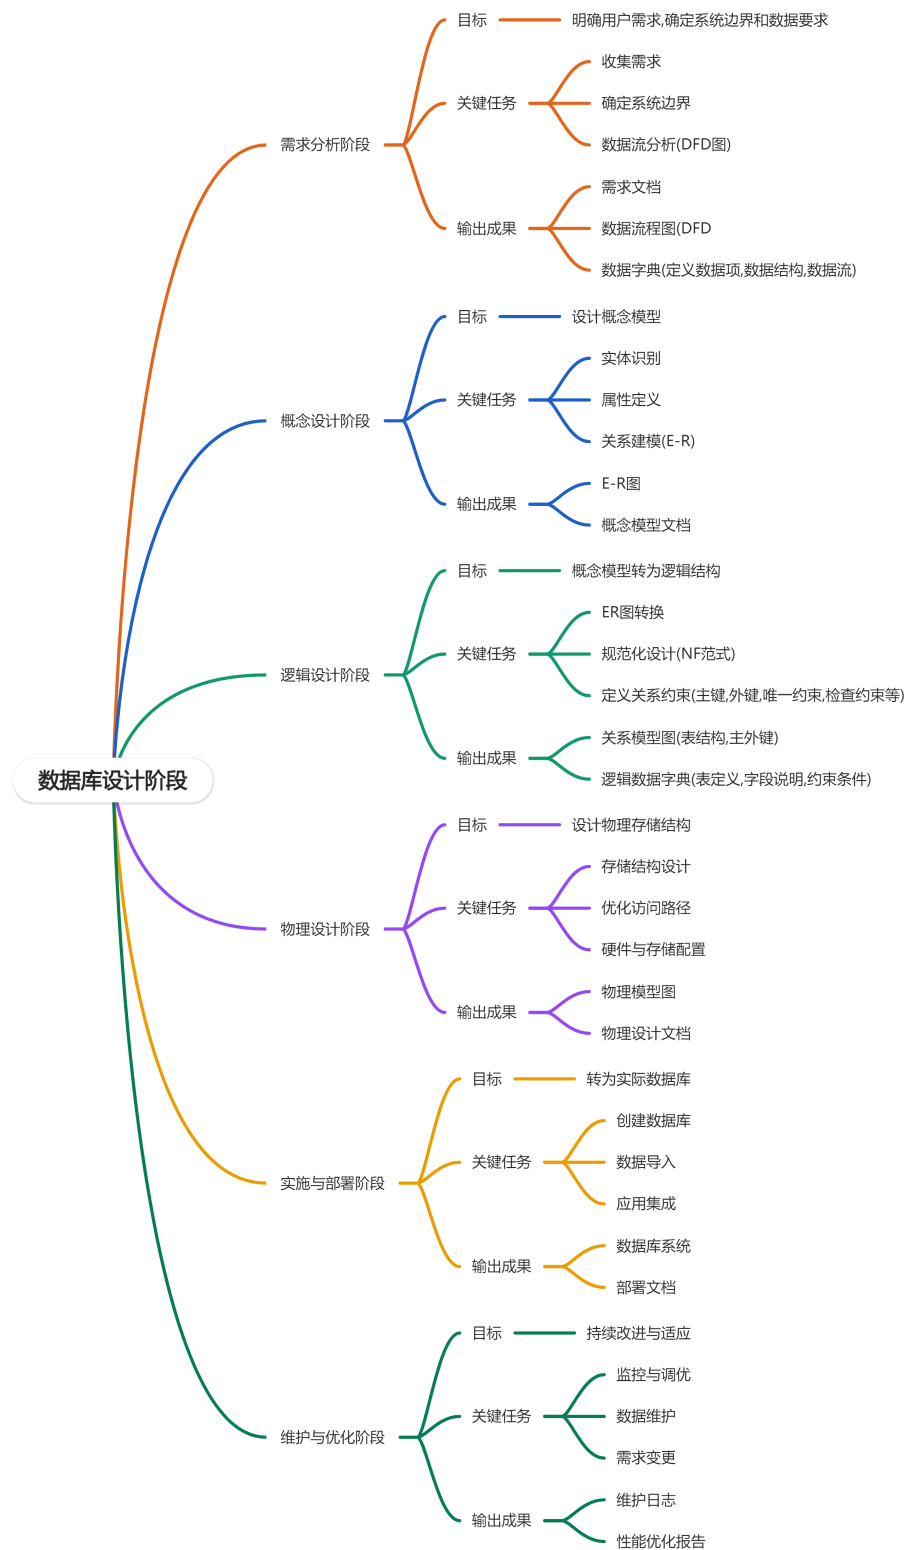 数据库设计阶段
需求分析阶段
目标
明确用户需求,确定系统边界和数据要求
关键任务
收集需求
确定系统边界
数据流分析(DFD图)
输出成果
需求文档
数据流程图(DFD
数据字典(定义数据项,数据结构,数据流)
概念设计阶段
目标
设计概念模型
关键任务
实体识别
属性定义
关系建模(E-R)
输出成果
E-R图
概念模型文档
逻辑设计阶段
目标
概念模型转为逻辑结构
关键任务
ER图转换
规范化设计(NF范式)
定义关系约束(主键,外键,唯一约束,检查约束等)
输出成果
关系模型图(表结构,主外键)
逻辑数据字典(表定义,字段说明,约束条件)
物理设计阶段
目标
设计物理存储结构
关键任务
存储结构设计
优化访问路径
硬件与存储配置
输出成果
物理模型图
物理设计文档
实施与部署阶段
目标
转为实际数据库
关键任务
创建数据库
数据导入
应用集成
输出成果
数据库系统
部署文档
维护与优化阶段
目标
持续改进与适应
关键任务
监控与调优
数据维护
需求变更
输出成果
维护日志
性能优化报告